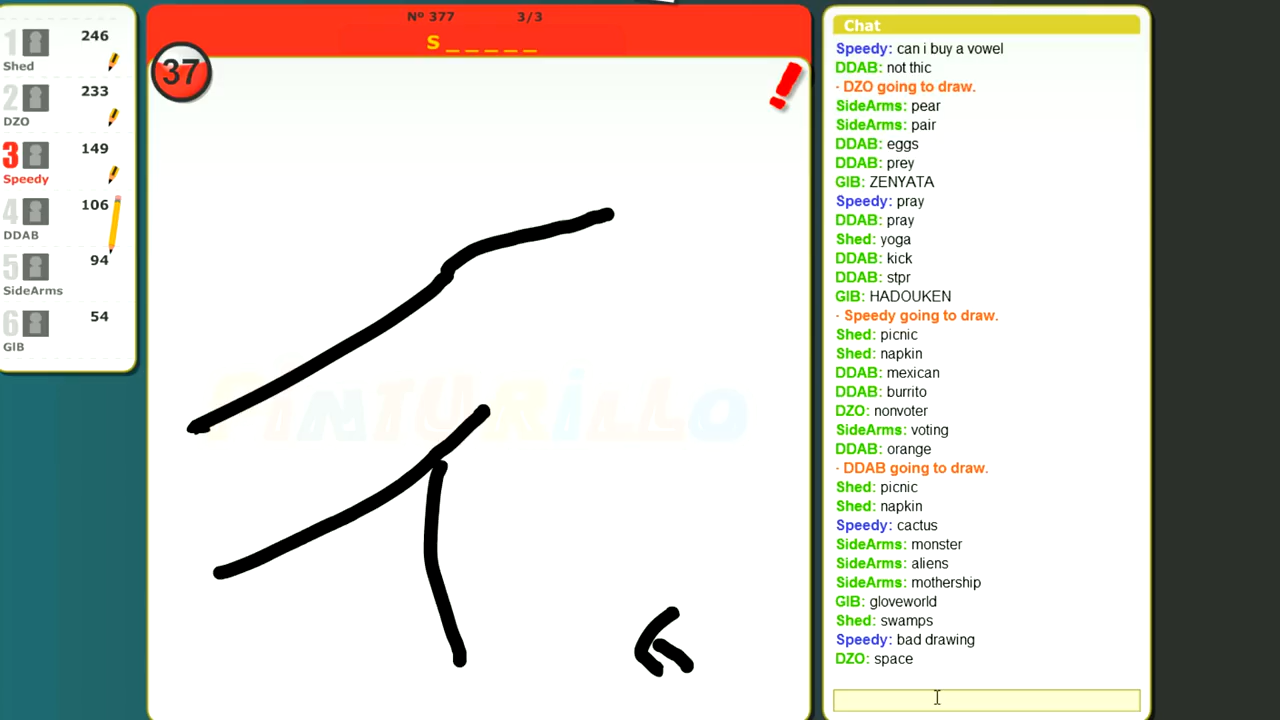 Nº 377 3/3
S _ _ _ _ _
37
1 246
Shed
2 233
DZO
3 149
Speedy
4 106
DDAB
5 94
SideArms
6 54
GIB
PINTURILLO
Chat
Speedy: can i buy a vowel
DDAB: not thic
· DZO going to draw.
SideArms: pear
SideArms: pair
DDAB: eggs
DDAB: prey
GIB: ZENYATA
Speedy: pray
DDAB: pray
Shed: yoga
DDAB: kick
DDAB: stpr
GIB: HADOUKEN
· Speedy going to draw.
Shed: picnic
Shed: napkin
DDAB: mexican
DDAB: burrito
DZO: nonvoter
SideArms: voting
DDAB: orange
· DDAB going to draw.
Shed: picnic
Shed: napkin
Speedy: cactus
SideArms: monster
SideArms: aliens
SideArms: mothership
GIB: gloveworld
Shed: swamps
Speedy: bad drawing
DZO: space